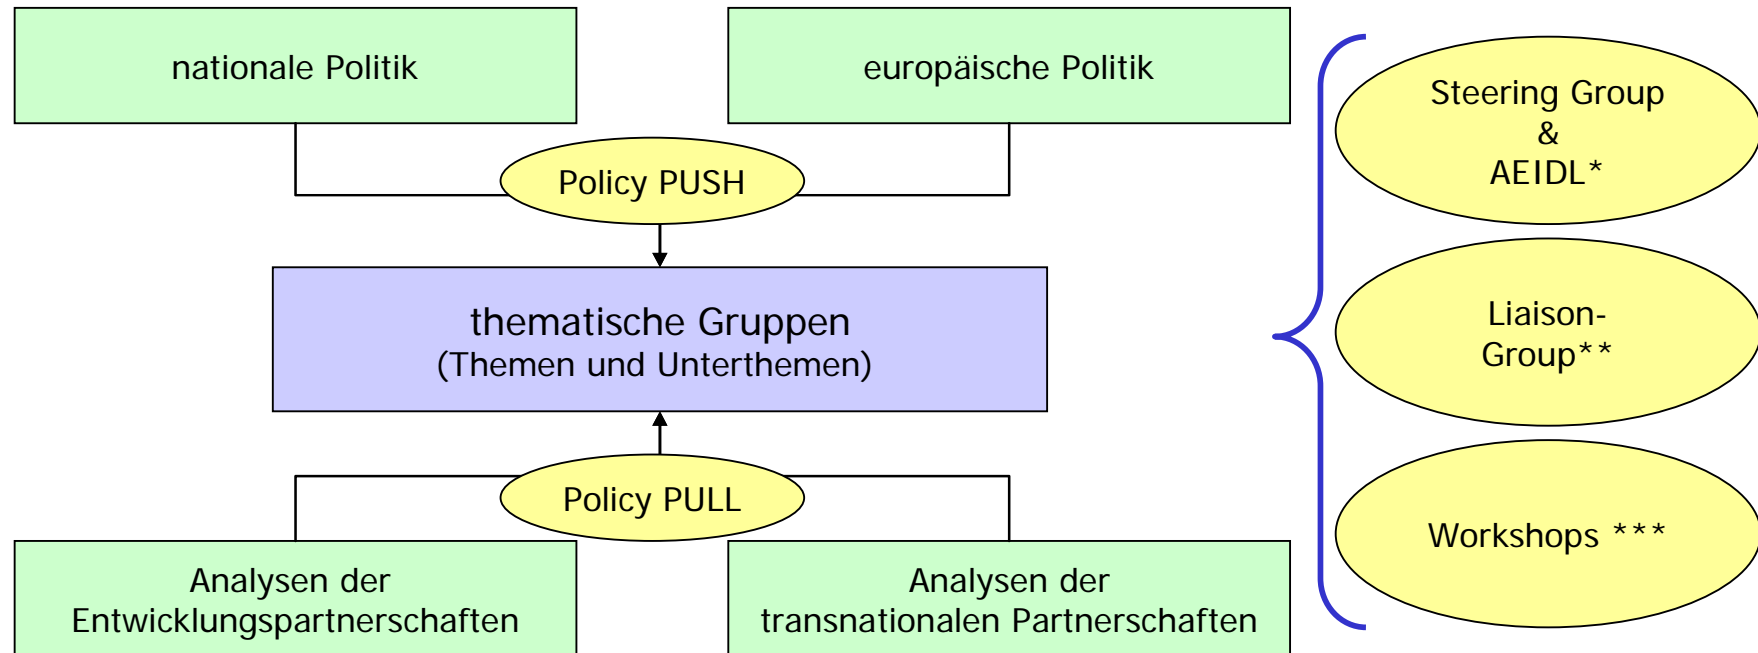 nationale Politik
europäische Politik
Policy PUSH
thematische Gruppen
(Themen und Unterthemen)
Policy PULL
Analysen der
Entwicklungspartnerschaften
Analysen der
transnationalen Partnerschaften
Steering Group
&
AEIDL*
Liaison-
Group**
Workshops ***